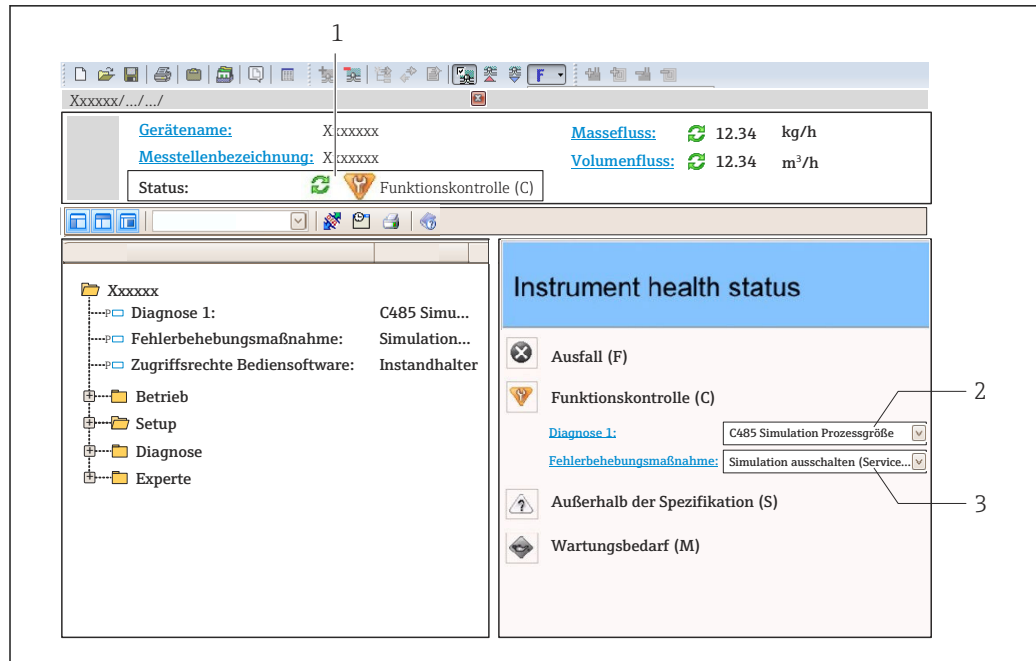 1
F
Xxxxxx/.../.../
Gerätename: Xxxxxxx
Massefluss: 12.34 kg/h
Messstellenbezeichnung: Xxxxxxx
Volumenfluss: 12.34 m³/h
Status: Funktionskontrolle (C)
Xxxxxx
Diagnose 1: C485 Simu...
Fehlerbehebungsmaßnahme: Simulation...
Zugriffsrechte Bediensoftware: Instandhalter
Betrieb
Setup
Diagnose
Experte
Instrument health status
Ausfall (F)
Funktionskontrolle (C)
2
Diagnose 1: C485 Simulation Prozessgröße
Fehlerbehebungsmaßnahme: Simulation ausschalten (Service...
Außerhalb der Spezifikation (S)
3
Wartungsbedarf (M)